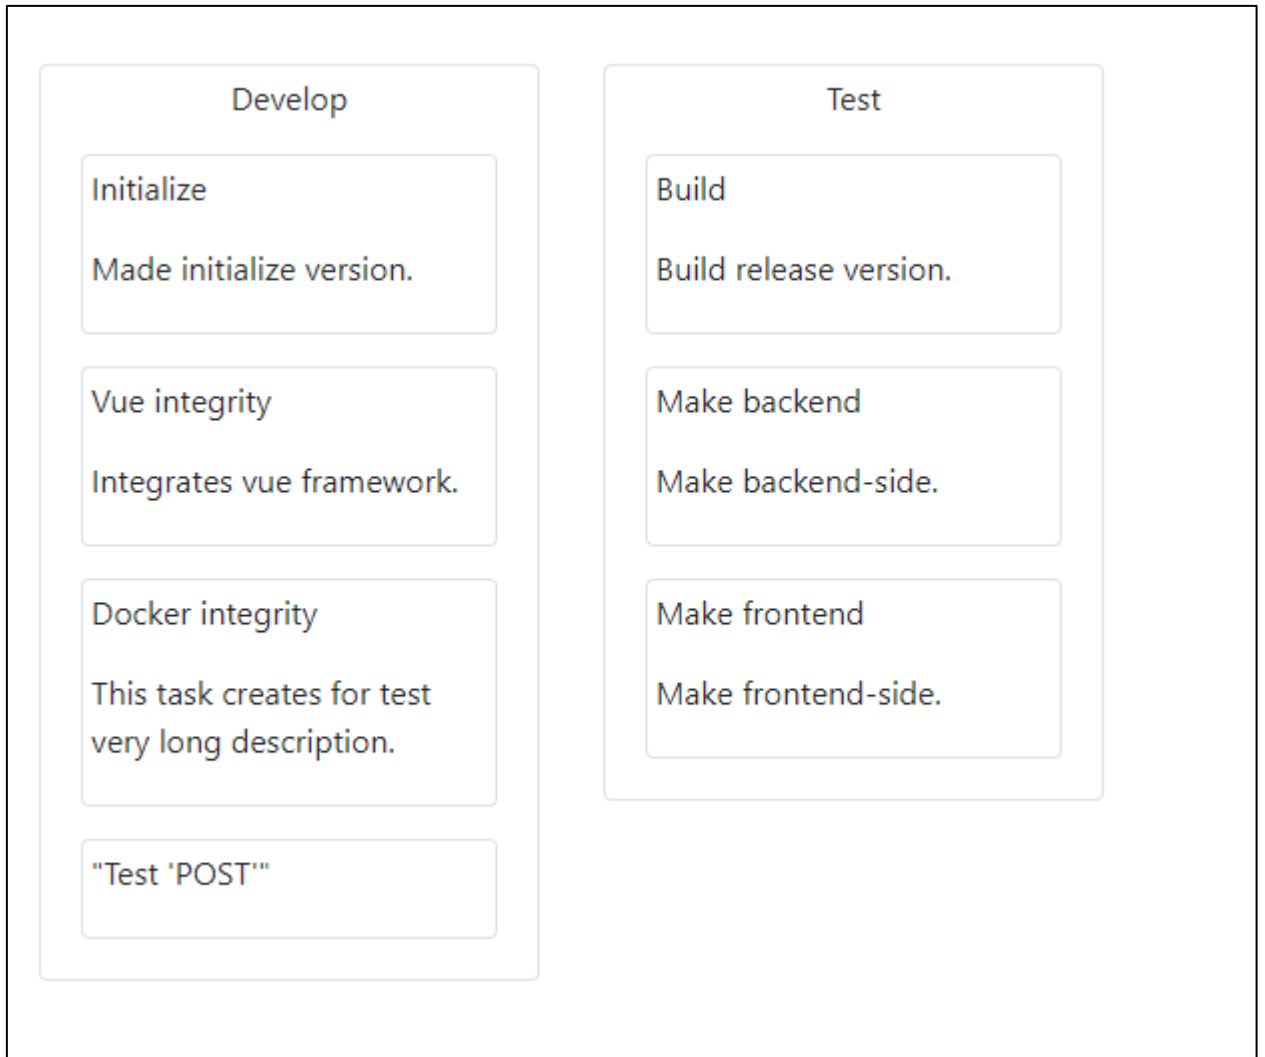 Develop
Initialize
Made initialize version.
Vue integrity
Integrates vue framework.
Docker integrity
This task creates for test
very long description.
"Test 'POST'"
Test
Build
Build release version.
Make backend
Make backend-side.
Make frontend
Make frontend-side.